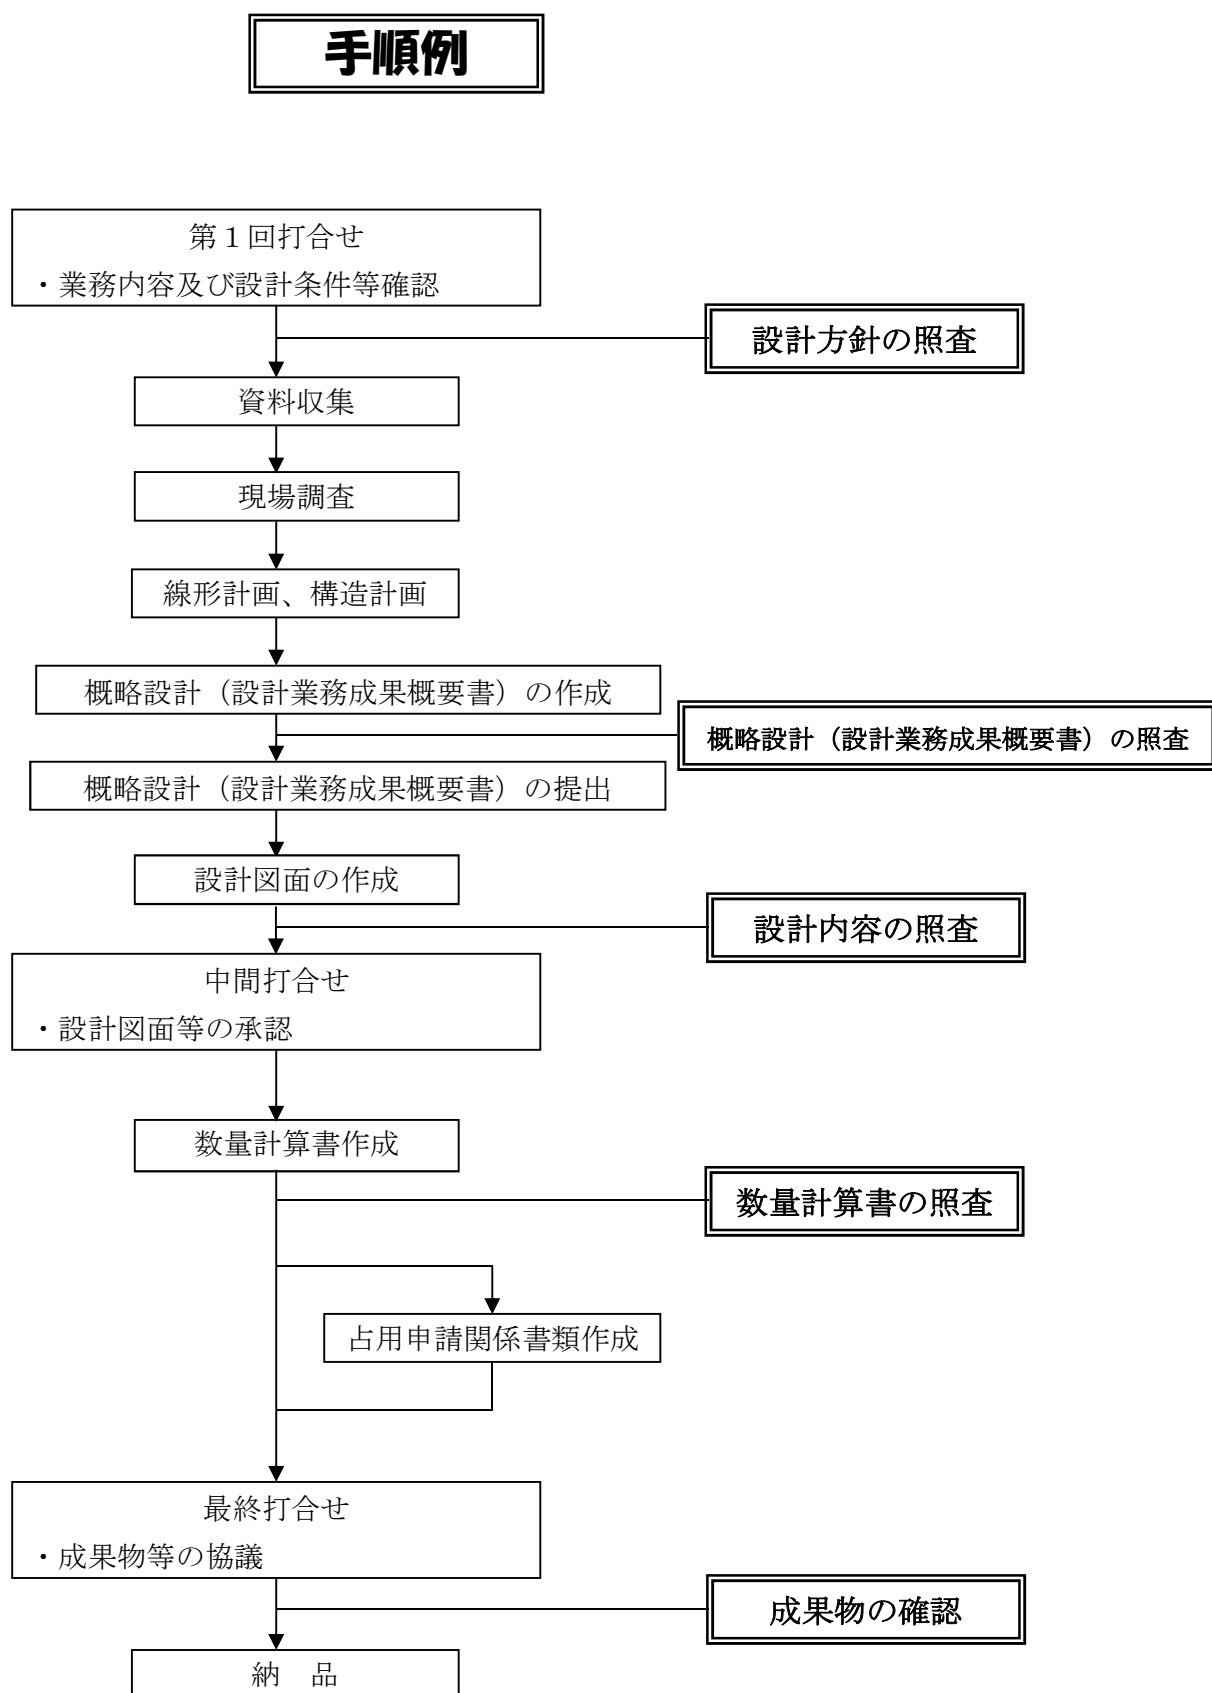 手順例
第１回打合せ
・業務内容及び設計条件等確認
設計方針の照査
資料収集
現場調査
線形計画、構造計画
概略設計（設計業務成果概要書）の作成
概略設計（設計業務成果概要書）の照査
概略設計（設計業務成果概要書）の提出
設計図面の作成
設計内容の照査
中間打合せ
・設計図面等の承認
数量計算書作成
数量計算書の照査
占用申請関係書類作成
最終打合せ
・成果物等の協議
成果物の確認
納　品